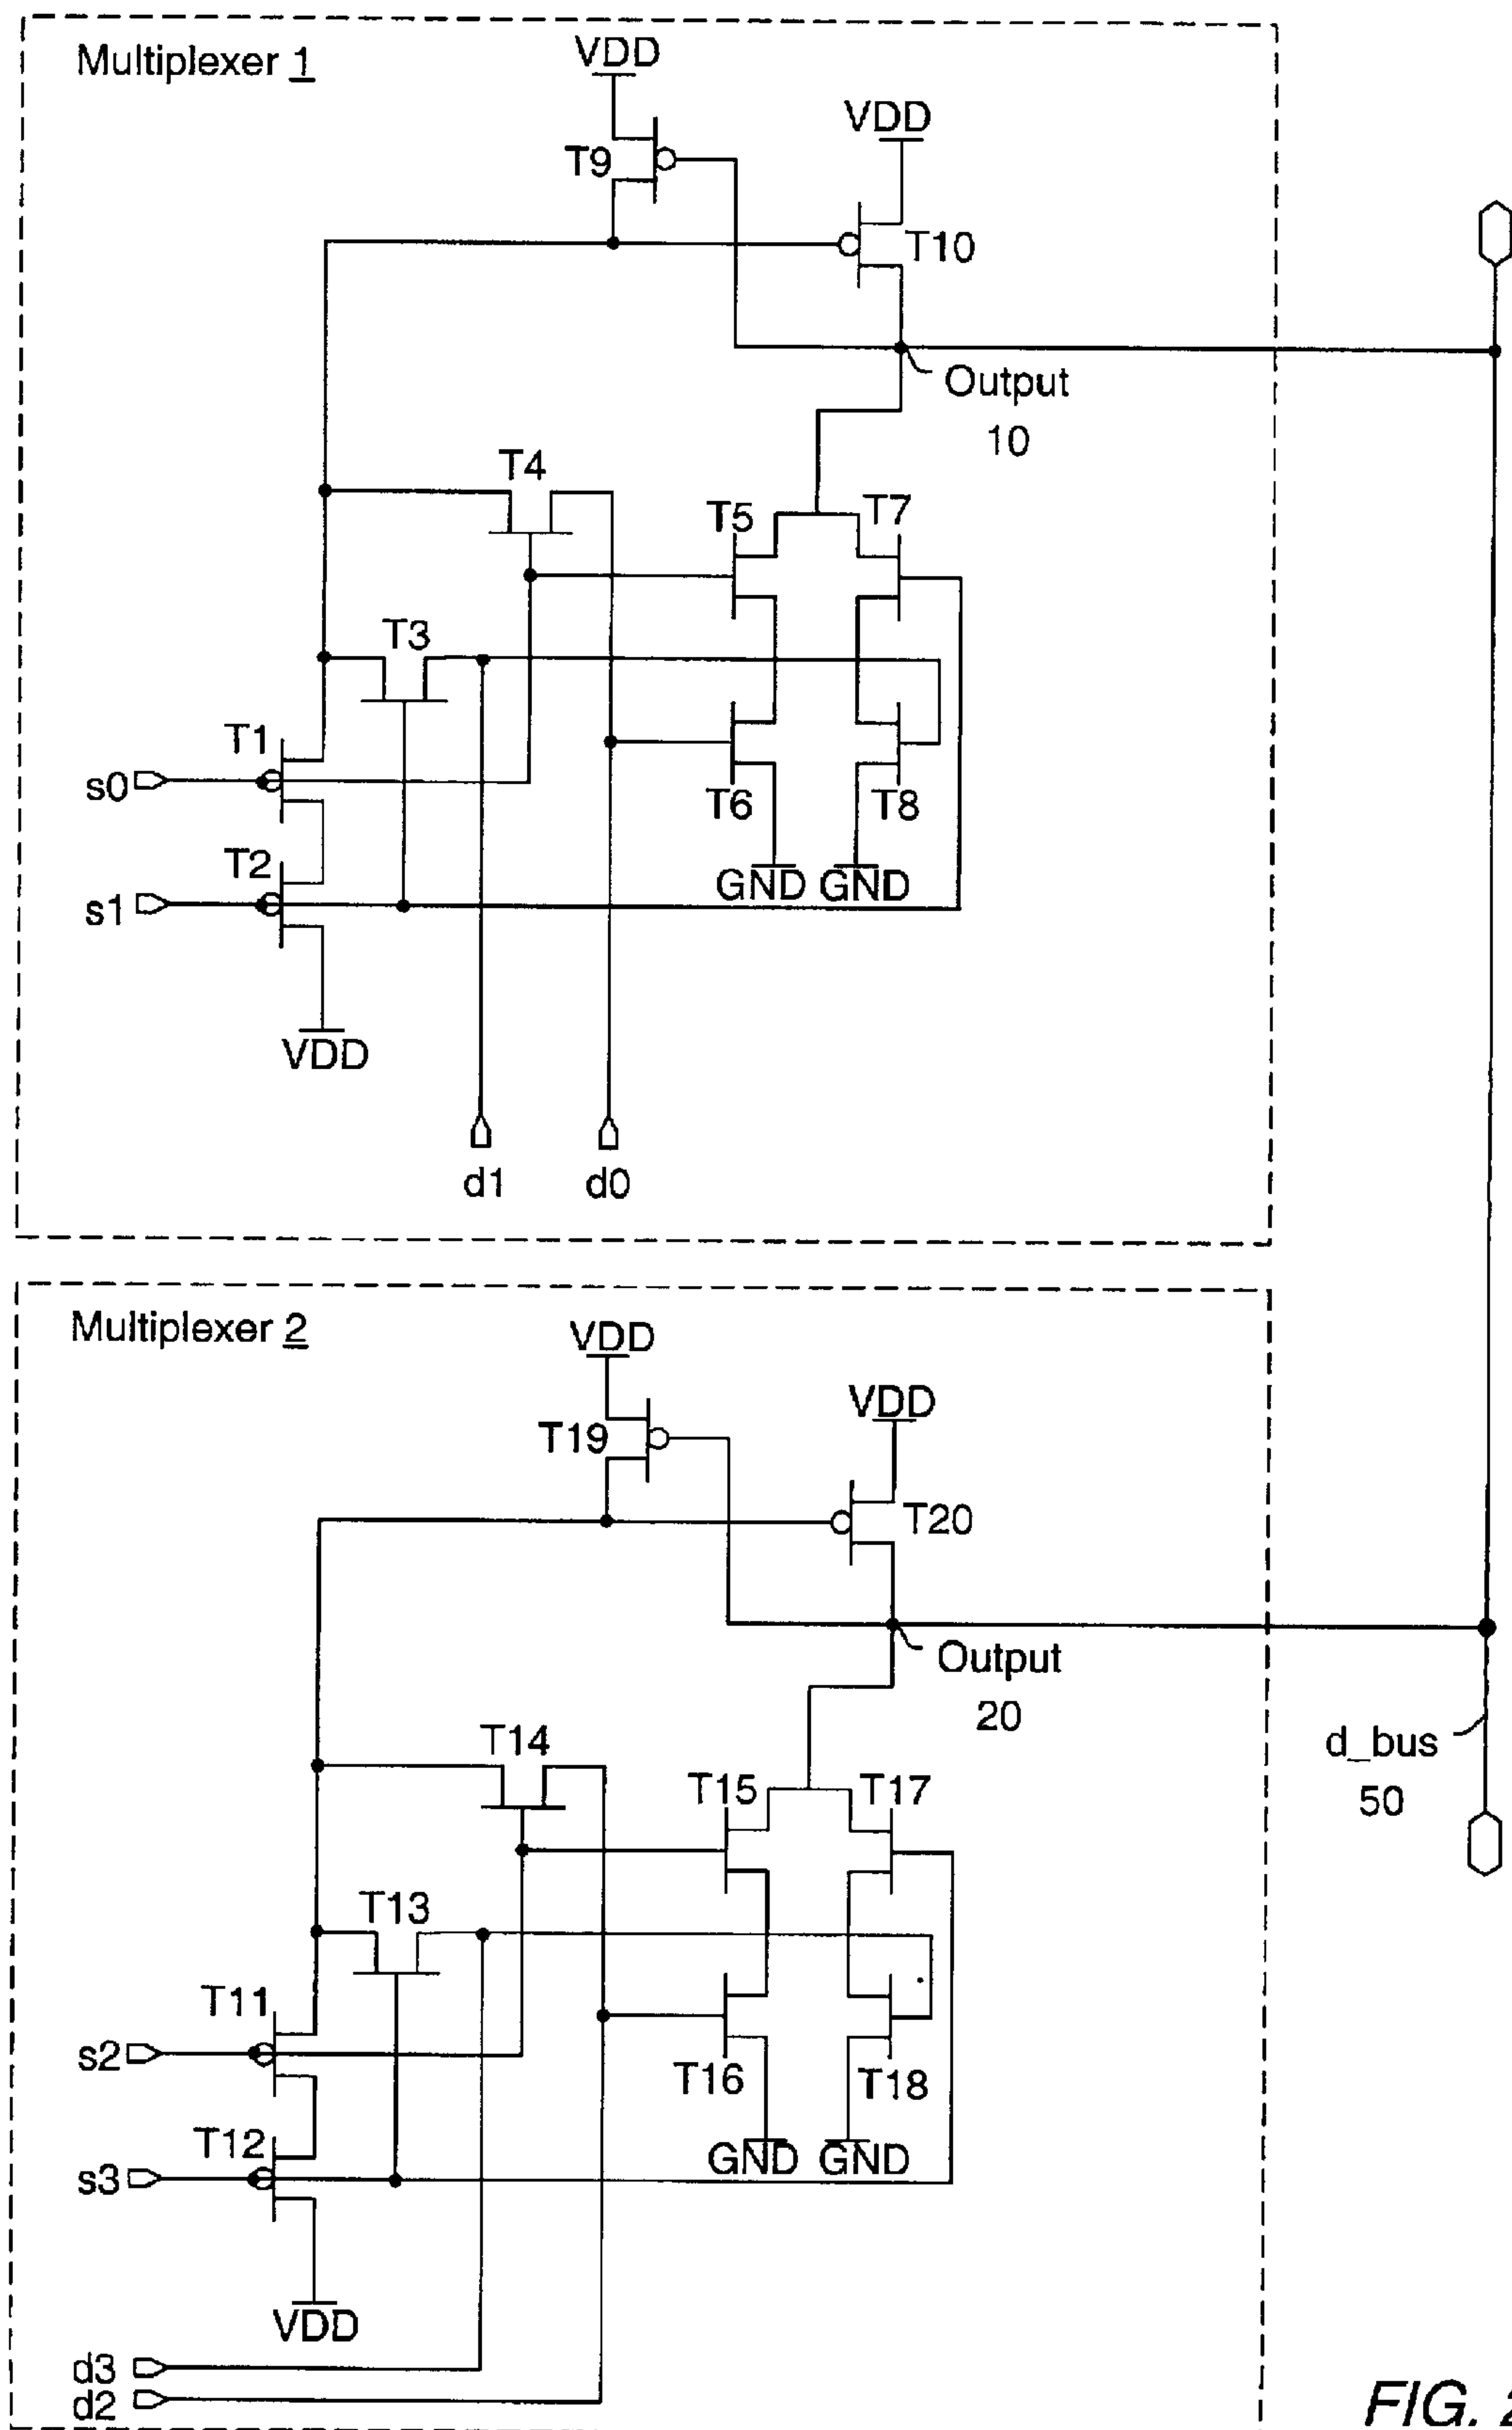 Multiplexer 1
VDD
VDD
T9
T10
Output
10
T4
T5
T7
T3
T1
s0
T6
T8
T2
GND
GND
s1
VDD
d1
d0
Multiplexer 2
VDD
VDD
T19
T20
Output
20
T14
d_bus
50
T15
T17
T13
T11
s2
T16
T18
T12
GND
GND
s3
VDD
d3
d2
FIG. 2